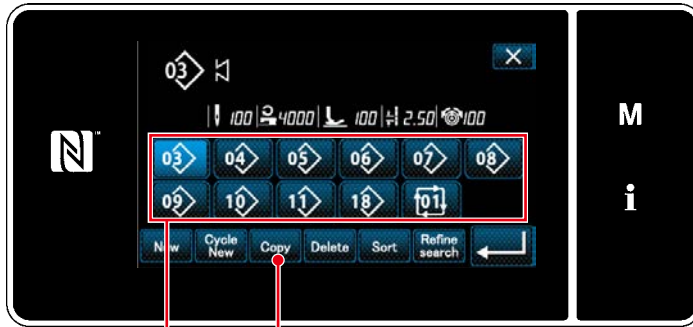 03
100 4000 100 2.50 100
03 04 05 06 07 08
09 10 11 18 01
New Cycle New Copy Delete Sort Refine search
N™
M
i